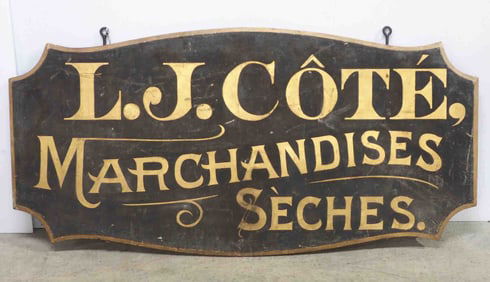 L.J. CÔTÉ,
MARCHANDISES
SÈCHES.